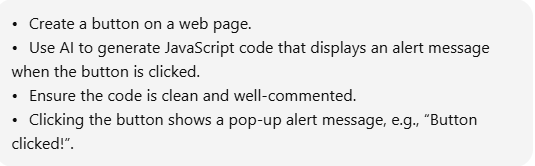 • Create a button on a web page.
• Use AI to generate JavaScript code that displays an alert message
when the button is clicked.
• Ensure the code is clean and well-commented.
• Clicking the button shows a pop-up alert message, e.g., “Button
clicked!”.